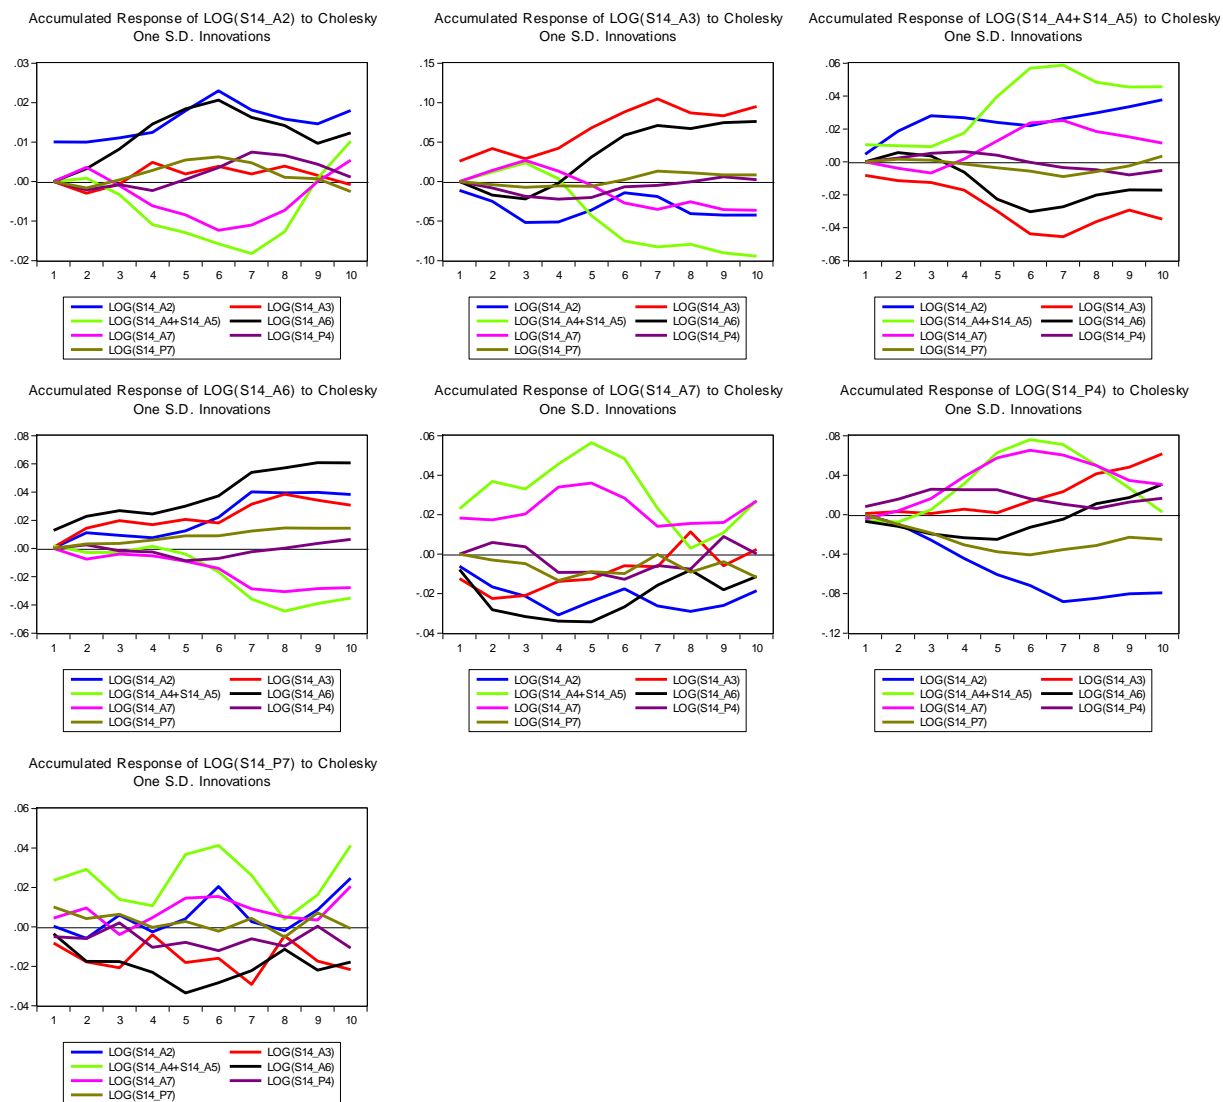 Accumulated Response of LOG(S14_A2) to Cholesky
One S.D. Innovations
.03
.02
.01
.00
-.01
-.02
1 2 3 4 5 6 7 8 9 10
LOG(S14_A2) LOG(S14_A3)
LOG(S14_A4+S14_A5) LOG(S14_A6)
LOG(S14_A7) LOG(S14_P4)
LOG(S14_P7)
Accumulated Response of LOG(S14_A3) to Cholesky
One S.D. Innovations
.15
.10
.05
.00
-.05
-.10
1 2 3 4 5 6 7 8 9 10
LOG(S14_A2) LOG(S14_A3)
LOG(S14_A4+S14_A5) LOG(S14_A6)
LOG(S14_A7) LOG(S14_P4)
LOG(S14_P7)
Accumulated Response of LOG(S14_A4+S14_A5) to Cholesky
One S.D. Innovations
.06
.04
.02
.00
-.02
-.04
-.06
1 2 3 4 5 6 7 8 9 10
LOG(S14_A2) LOG(S14_A3)
LOG(S14_A4+S14_A5) LOG(S14_A6)
LOG(S14_A7) LOG(S14_P4)
LOG(S14_P7)
Accumulated Response of LOG(S14_A6) to Cholesky
One S.D. Innovations
.08
.06
.04
.02
.00
-.02
-.04
-.06
1 2 3 4 5 6 7 8 9 10
LOG(S14_A2) LOG(S14_A3)
LOG(S14_A4+S14_A5) LOG(S14_A6)
LOG(S14_A7) LOG(S14_P4)
LOG(S14_P7)
Accumulated Response of LOG(S14_A7) to Cholesky
One S.D. Innovations
.06
.04
.02
.00
-.02
-.04
1 2 3 4 5 6 7 8 9 10
LOG(S14_A2) LOG(S14_A3)
LOG(S14_A4+S14_A5) LOG(S14_A6)
LOG(S14_A7) LOG(S14_P4)
LOG(S14_P7)
Accumulated Response of LOG(S14_P4) to Cholesky
One S.D. Innovations
.08
.04
.00
-.04
-.08
-.12
1 2 3 4 5 6 7 8 9 10
LOG(S14_A2) LOG(S14_A3)
LOG(S14_A4+S14_A5) LOG(S14_A6)
LOG(S14_A7) LOG(S14_P4)
LOG(S14_P7)
Accumulated Response of LOG(S14_P7) to Cholesky
One S.D. Innovations
.06
.04
.02
.00
-.02
-.04
1 2 3 4 5 6 7 8 9 10
LOG(S14_A2) LOG(S14_A3)
LOG(S14_A4+S14_A5) LOG(S14_A6)
LOG(S14_A7) LOG(S14_P4)
LOG(S14_P7)